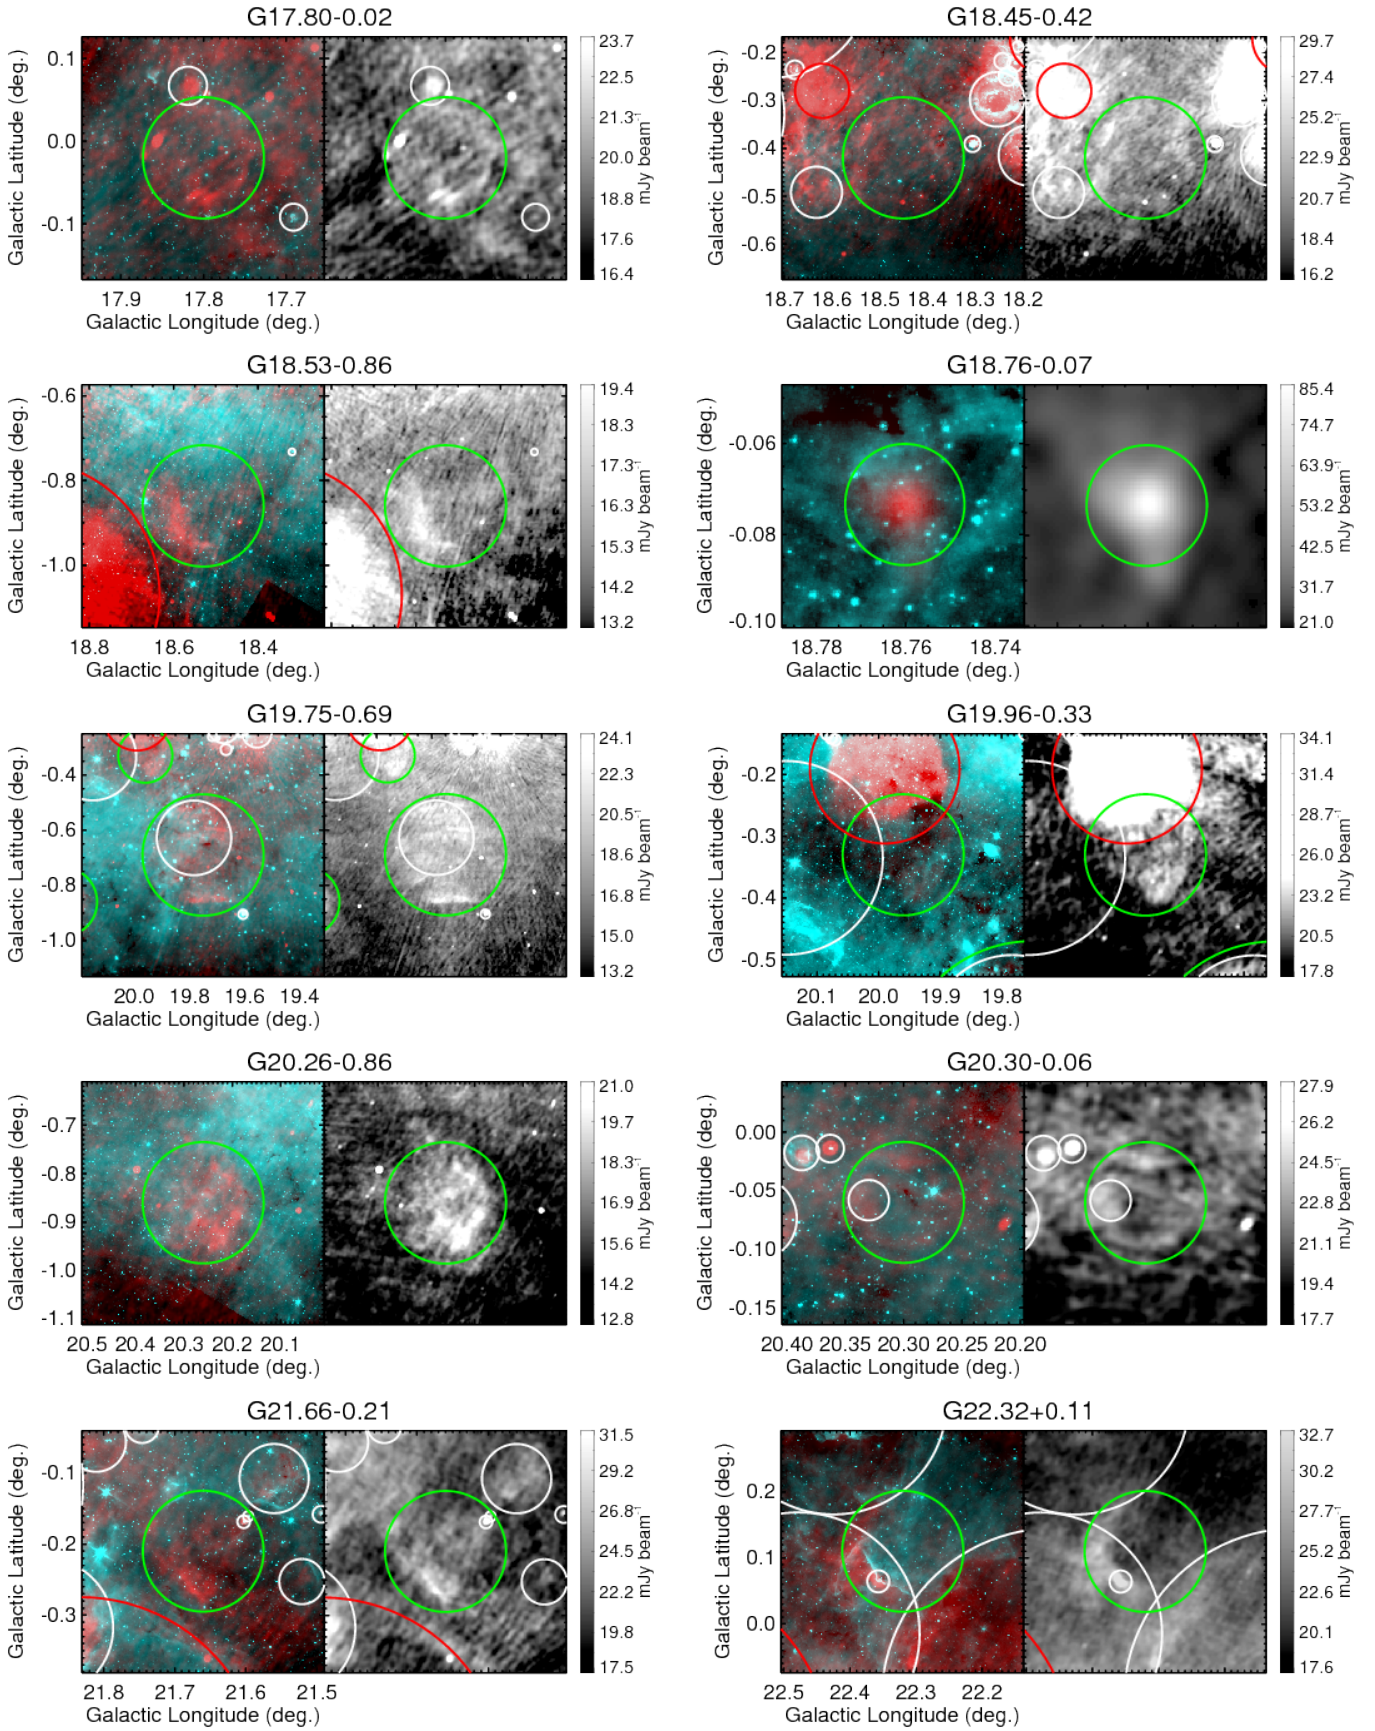 G17.80-0.02
0.1
0.0
-0.1
Galactic Latitude (deg.)
17.9 17.8 17.7
Galactic Longitude (deg.)
23.7
22.5
21.3
20.0
18.8
17.6
16.4
mJy beam-1
G18.45-0.42
-0.2
-0.3
-0.4
-0.5
-0.6
Galactic Latitude (deg.)
18.7 18.6 18.5 18.4 18.3 18.2
Galactic Longitude (deg.)
29.7
27.4
25.2
22.9
20.7
18.4
16.2
mJy beam-1
G18.53-0.86
-0.6
-0.8
-1.0
Galactic Latitude (deg.)
18.8 18.6 18.4
Galactic Longitude (deg.)
19.4
18.3
17.3
16.3
15.3
14.2
13.2
mJy beam-1
G18.76-0.07
-0.06
-0.08
-0.10
Galactic Latitude (deg.)
18.78 18.76 18.74
Galactic Longitude (deg.)
85.4
74.7
63.9
53.2
42.5
31.7
21.0
mJy beam-1
G19.75-0.69
-0.4
-0.6
-0.8
-1.0
Galactic Latitude (deg.)
20.0 19.8 19.6 19.4
Galactic Longitude (deg.)
24.1
22.3
20.5
18.6
16.8
15.0
13.2
mJy beam-1
G19.96-0.33
-0.2
-0.3
-0.4
-0.5
Galactic Latitude (deg.)
20.1 20.0 19.9 19.8
Galactic Longitude (deg.)
34.1
31.4
28.7
26.0
23.2
20.5
17.8
mJy beam-1
G20.26-0.86
-0.7
-0.8
-0.9
-1.0
-1.1
Galactic Latitude (deg.)
20.5 20.4 20.3 20.2 20.1
Galactic Longitude (deg.)
21.0
19.7
18.3
16.9
15.6
14.2
12.8
mJy beam-1
G20.30-0.06
0.00
-0.05
-0.10
-0.15
Galactic Latitude (deg.)
20.40 20.35 20.30 20.25 20.20
Galactic Longitude (deg.)
27.9
26.2
24.5
22.8
21.1
19.4
17.7
mJy beam-1
G21.66-0.21
-0.1
-0.2
-0.3
Galactic Latitude (deg.)
21.8 21.7 21.6 21.5
Galactic Longitude (deg.)
31.5
29.2
26.8
24.5
22.2
19.8
17.5
mJy beam-1
G22.32+0.11
0.2
0.1
0.0
Galactic Latitude (deg.)
22.5 22.4 22.3 22.2
Galactic Longitude (deg.)
32.7
30.2
27.7
25.1
22.6
20.1
17.6
mJy beam-1